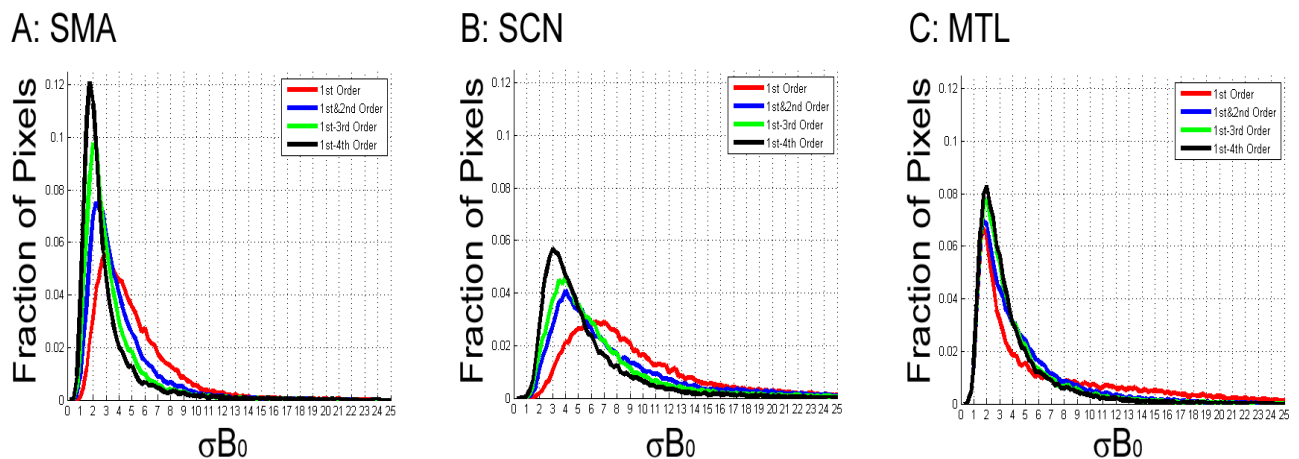 A: SMA
B: SCN
C: MTL
Fraction of Pixels
0.12
0.1
0.08
0.06
0.04
0.02
0
1st Order
1st&2nd Order
1st-3rd Order
1st-4th Order
0 1 2 3 4 5 6 7 8 9 10 11 12 13 14 15 16 17 18 19 20 21 22 23 24 25
σB0
Fraction of Pixels
0.12
0.1
0.08
0.06
0.04
0.02
0
1st Order
1st&2nd Order
1st-3rd Order
1st-4th Order
0 1 2 3 4 5 6 7 8 9 10 11 12 13 14 15 16 17 18 19 20 21 22 23 24 25
σB0
Fraction of Pixels
0.12
0.1
0.08
0.06
0.04
0.02
0
1st Order
1st&2nd Order
1st-3rd Order
1st-4th Order
0 1 2 3 4 5 6 7 8 9 10 11 12 13 14 15 16 17 18 19 20 21 22 23 24 25
σB0